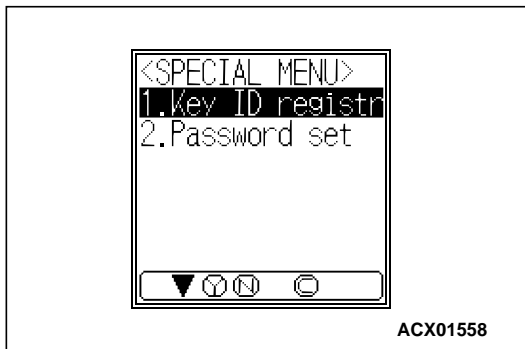 <SPECIAL MENU>
1.Key ID registr
2.Password set
▼ Ⓨ Ⓝ Ⓒ
ACX01558